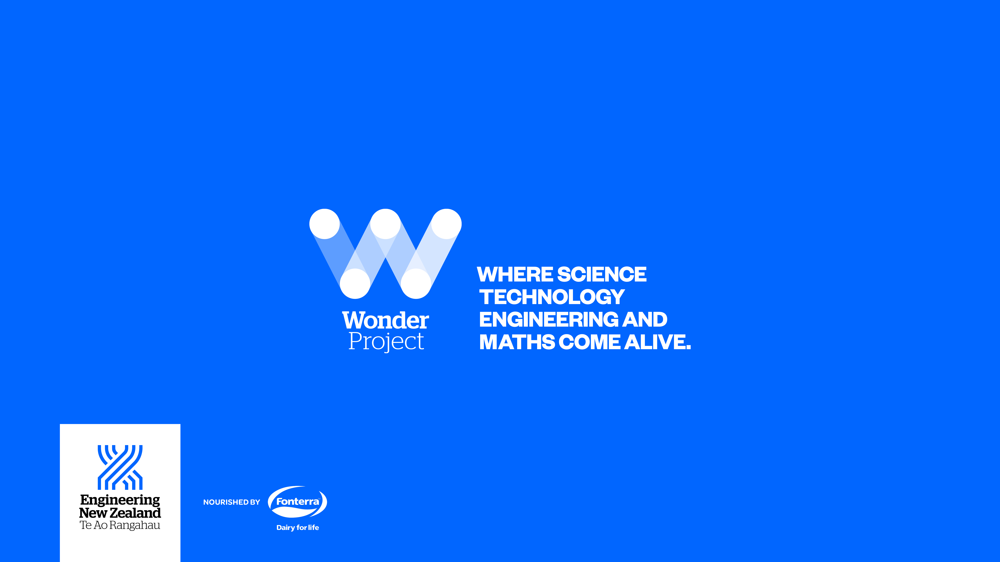 Wonder
Project
WHERE SCIENCE
TECHNOLOGY
ENGINEERING AND
MATHS COME ALIVE.
Engineering
New Zealand
Te Ao Rangahau
NOURISHED BY
Fonterra™
Dairy for life